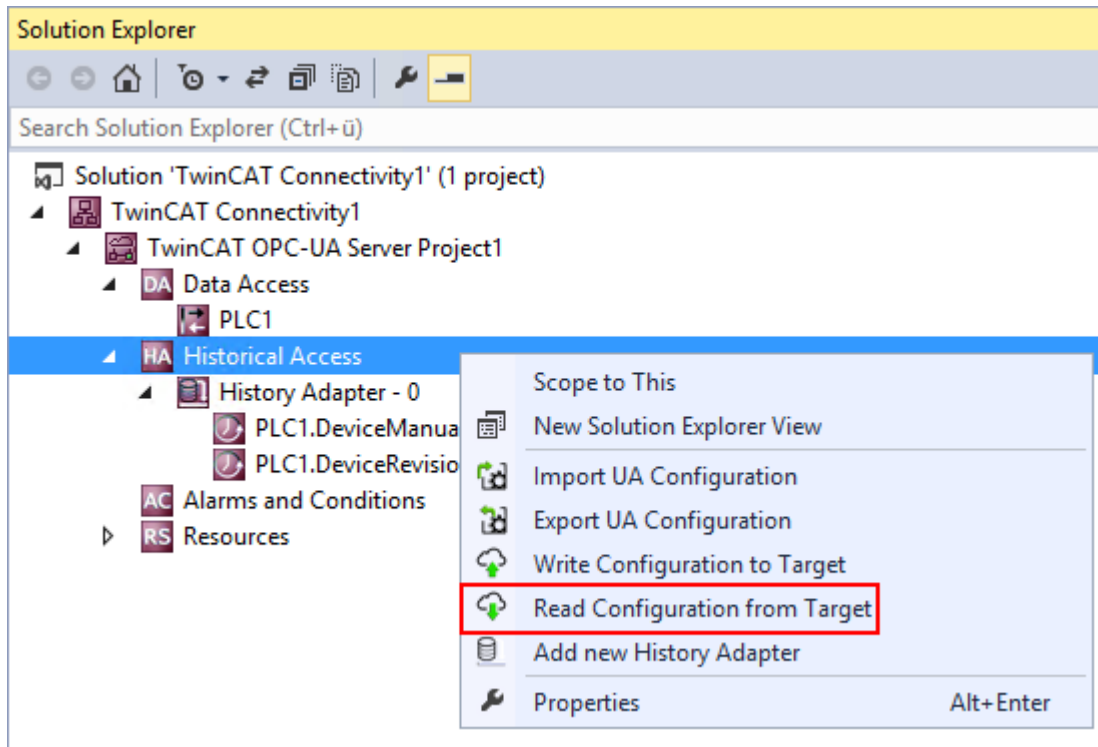 Solution Explorer
Search Solution Explorer (Ctrl+ü)
Solution 'TwinCAT Connectivity1' (1 project)
TwinCAT Connectivity1
TwinCAT OPC-UA Server Project1
DA Data Access
PLC1
HA Historical Access
History Adapter - 0
PLC1.DeviceManua
PLC1.DeviceRevisio
AC Alarms and Conditions
RS Resources
Scope to This
New Solution Explorer View
Import UA Configuration
Export UA Configuration
Write Configuration to Target
Read Configuration from Target
Add new History Adapter
Properties Alt+Enter